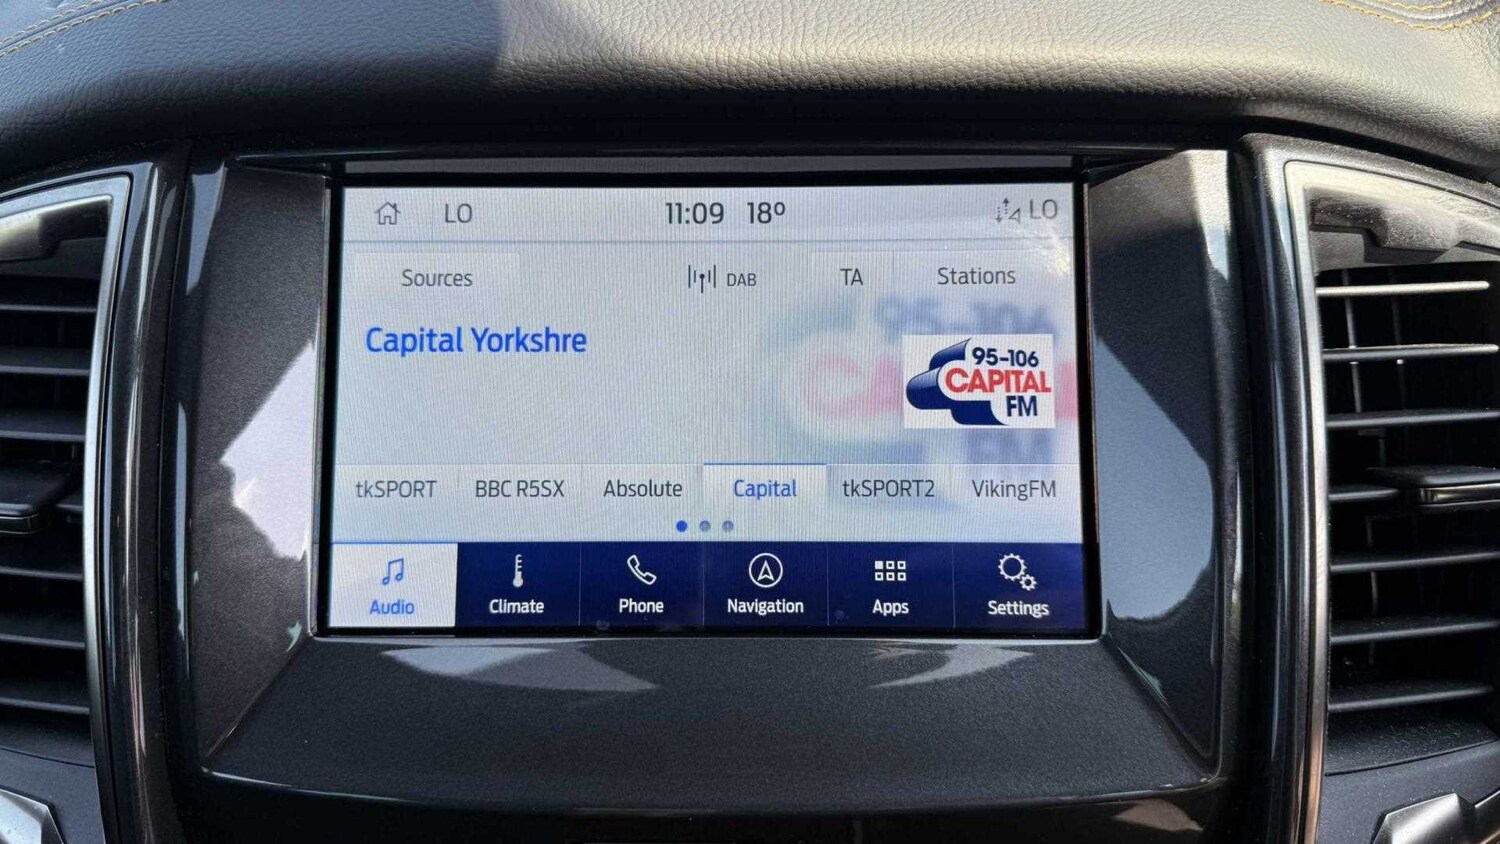 LO 11:09 18° LO
Sources DAB TA Stations
Capital Yorkshre
95-106
CAPITAL
FM
tkSPORT BBC R5SX Absolute Capital tkSPORT2 VikingFM
Audio Climate Phone Navigation Apps Settings